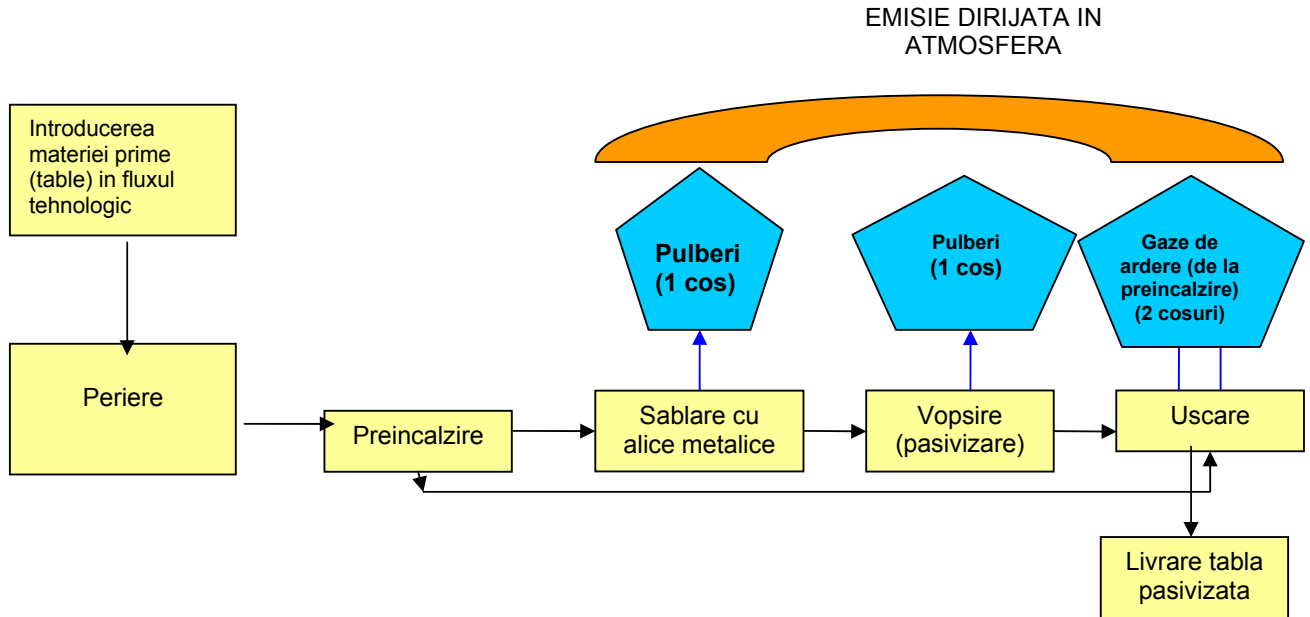 EMISIE DIRIJATA IN
ATMOSFERA
Introducerea
materiei prime
(table) in fluxul
tehnologic
Pulberi
(1 cos)
Pulberi
(1 cos)
Gaze de
ardere (de la
preincalzire)
(2 cosuri)
Periere
Preincalzire
Sablare cu
alice metalice
Vopsire
(pasivizare)
Uscare
Livrare tabla
pasivizata